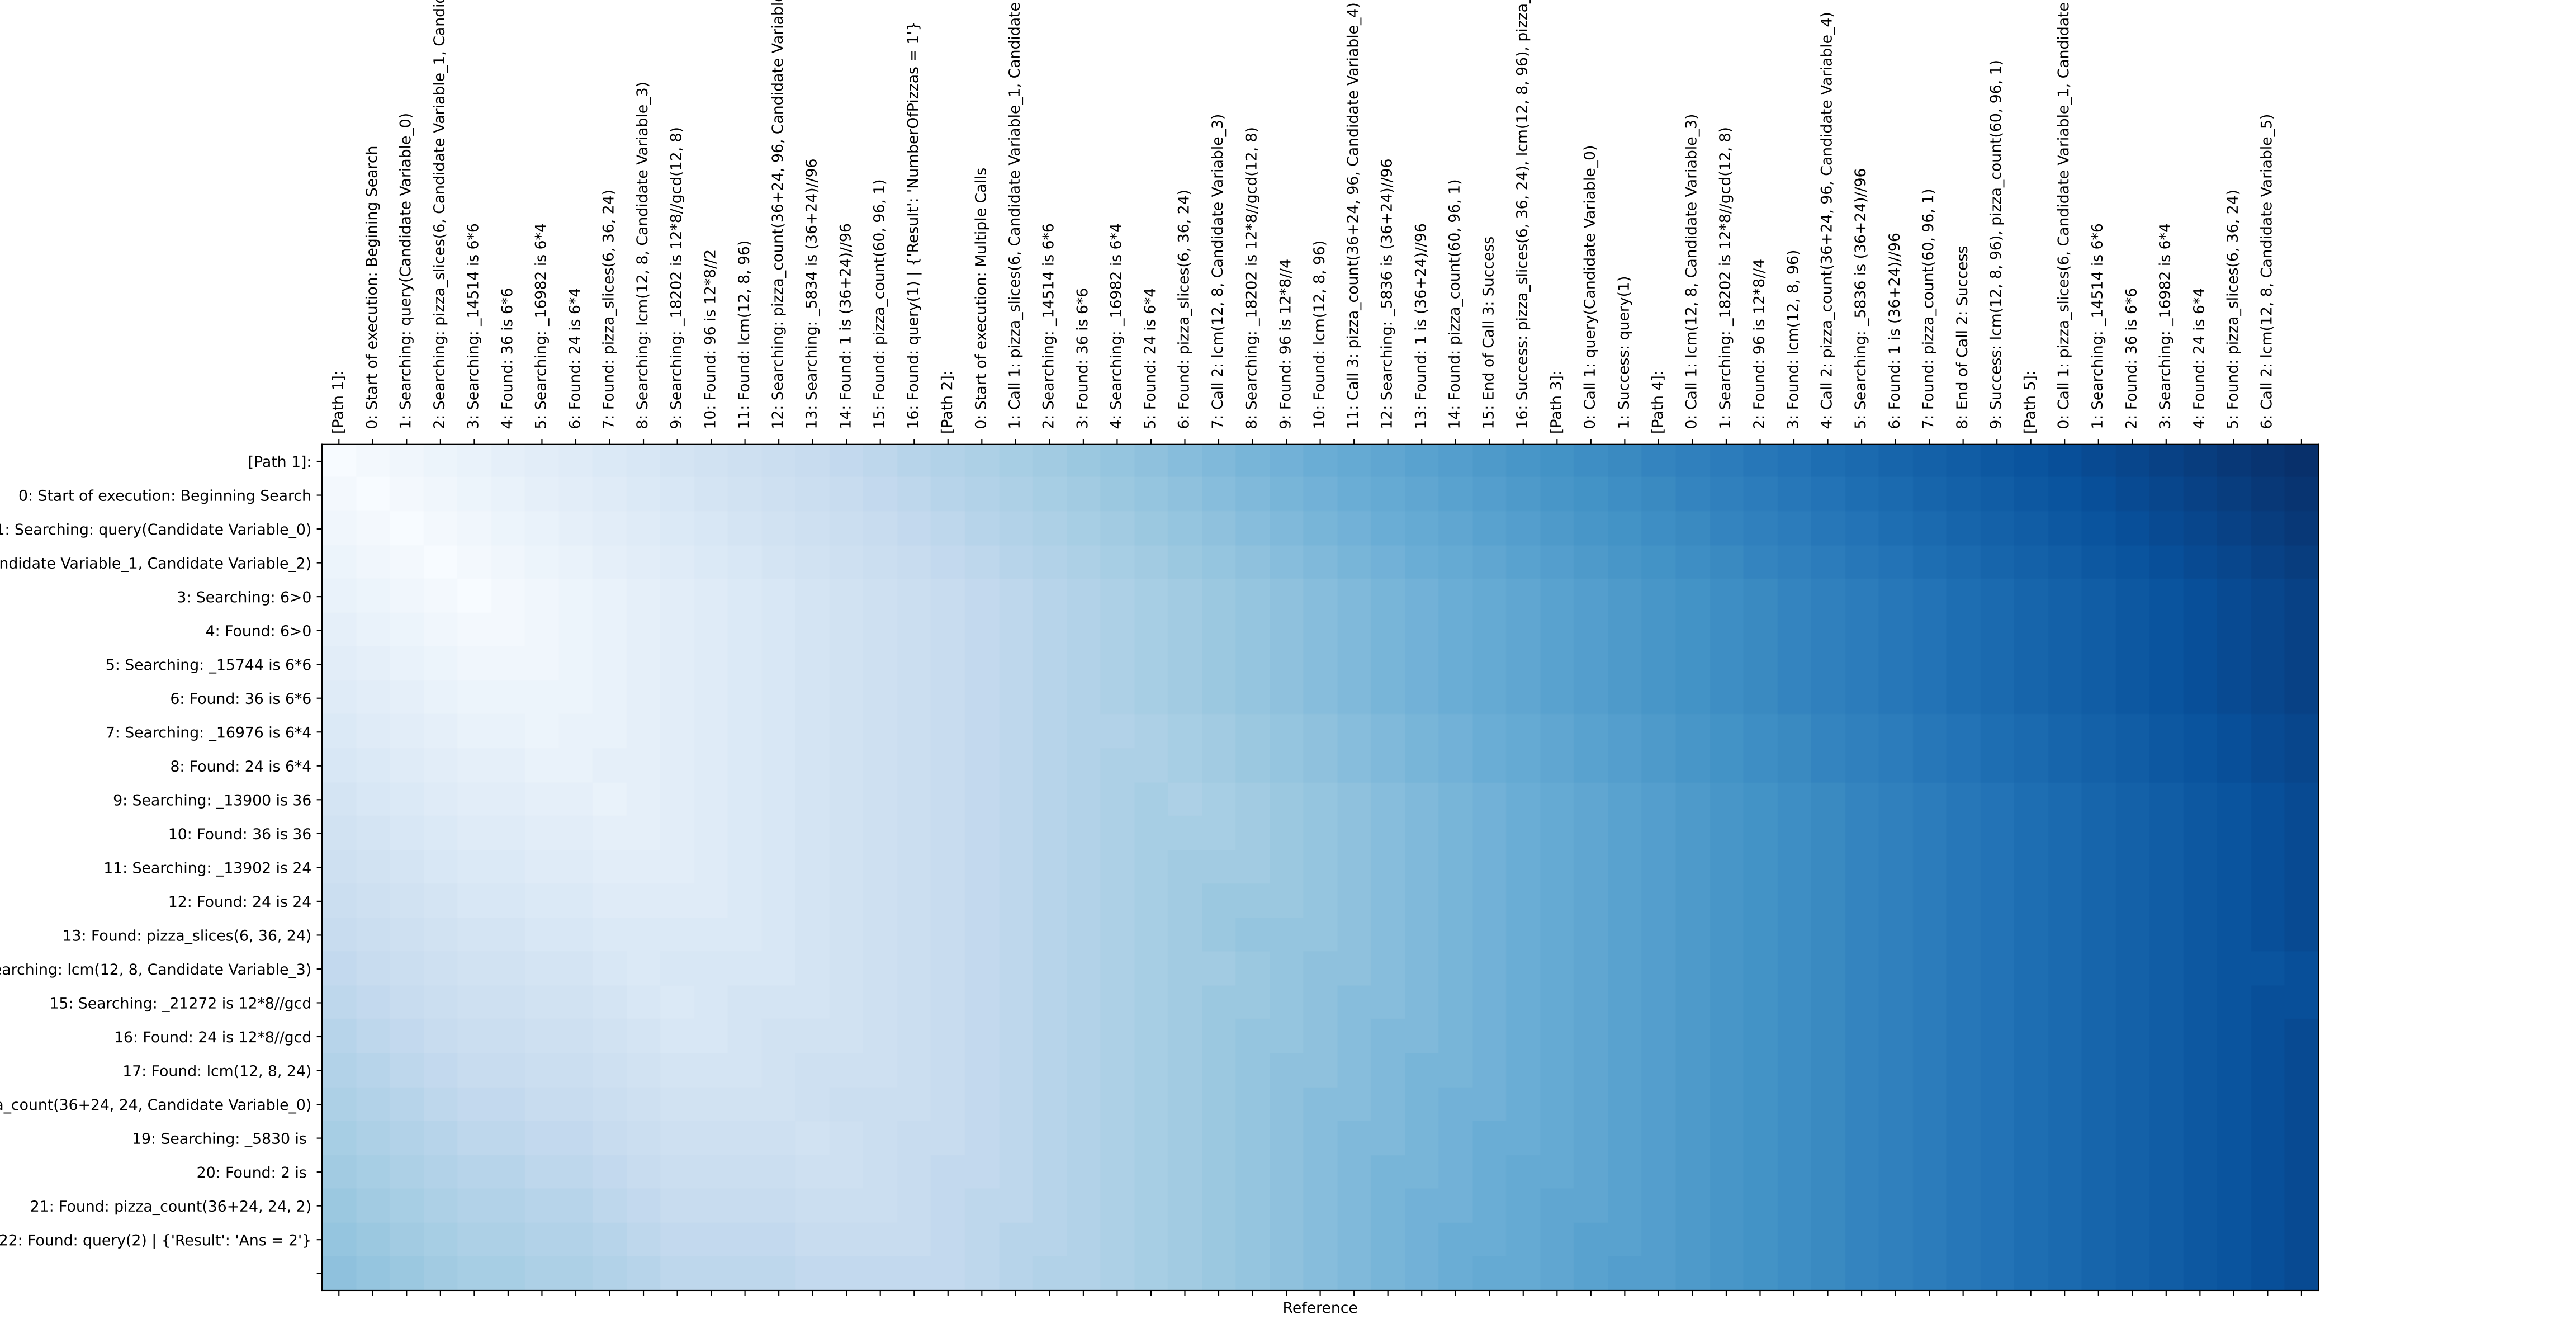 [Path 1]:
0: Start of execution: Begining Search
1: Searching: query(Candidate Variable_0)
2: Searching: pizza_slices(6, Candidate Variable_1,
3: Searching: _14514 is 6*6
4: Found: 36 is 6*6
5: Searching: _16982 is 6*4
6: Found: 24 is 6*4
7: Found: pizza_slices(6, 36, 24)
8: Searching: lcm(12, 8, Candidate Variable_3)
9: Searching: _18202 is 12*8//gcd(12, 8)
10: Found: 96 is 12*8//2
11: Found: lcm(12, 8, 96)
12: Searching: pizza_count(36+24, 96, Candidate
13: Searching: _5834 is (36+24)//96
14: Found: 1 is (36+24)//96
15: Found: pizza_count(60, 96, 1)
16: Found: query(1) | {'Result': 'NumberOfPizzas = 1'}
[Path 2]:
0: Start of execution: Multiple Calls
1: Call 1: pizza_slices(6, Candidate Variable_1, Candidate
2: Searching: _14514 is 6*6
3: Found: 36 is 6*6
4: Searching: _16982 is 6*4
5: Found: 24 is 6*4
6: Found: pizza_slices(6, 36, 24)
7: Call 2: lcm(12, 8, Candidate Variable_3)
8: Searching: _18202 is 12*8//gcd(12, 8)
9: Found: 96 is 12*8//4
10: Found: lcm(12, 8, 96)
11: Call 3: pizza_count(36+24, 96, Candidate Variable_4)
12: Searching: _5836 is (36+24)//96
13: Found: 1 is (36+24)//96
14: Found: pizza_count(60, 96, 1)
15: End of Call 3: Success
16: Success: pizza_slices(6, 36, 24), lcm(12, 8, 96), pizza_
[Path 3]:
0: Call 1: query(Candidate Variable_0)
1: Success: query(1)
[Path 4]:
0: Call 1: lcm(12, 8, Candidate Variable_3)
1: Searching: _18202 is 12*8//gcd(12, 8)
2: Found: 96 is 12*8//4
3: Found: lcm(12, 8, 96)
4: Call 2: pizza_count(36+24, 96, Candidate Variable_4)
5: Searching: _5836 is (36+24)//96
6: Found: 1 is (36+24)//96
7: Found: pizza_count(60, 96, 1)
8: End of Call 2: Success
9: Success: lcm(12, 8, 96), pizza_count(60, 96, 1)
[Path 5]:
0: Call 1: pizza_slices(6, Candidate Variable_1, Candidate
1: Searching: _14514 is 6*6
2: Found: 36 is 6*6
3: Searching: _16982 is 6*4
4: Found: 24 is 6*4
5: Found: pizza_slices(6, 36, 24)
6: Call 2: lcm(12, 8, Candidate Variable_5)
[Path 1]:
0: Start of execution: Beginning Search
1: Searching: query(Candidate Variable_0)
Variable_1, Candidate Variable_2)
3: Searching: 6>0
4: Found: 6>0
5: Searching: _15744 is 6*6
6: Found: 36 is 6*6
7: Searching: _16976 is 6*4
8: Found: 24 is 6*4
9: Searching: _13900 is 36
10: Found: 36 is 36
11: Searching: _13902 is 24
12: Found: 24 is 24
13: Found: pizza_slices(6, 36, 24)
earching: lcm(12, 8, Candidate Variable_3)
15: Searching: _21272 is 12*8//gcd
16: Found: 24 is 12*8//gcd
17: Found: lcm(12, 8, 24)
a_count(36+24, 24, Candidate Variable_0)
19: Searching: _5830 is
20: Found: 2 is
21: Found: pizza_count(36+24, 24, 2)
22: Found: query(2) | {'Result': 'Ans = 2'}
Reference